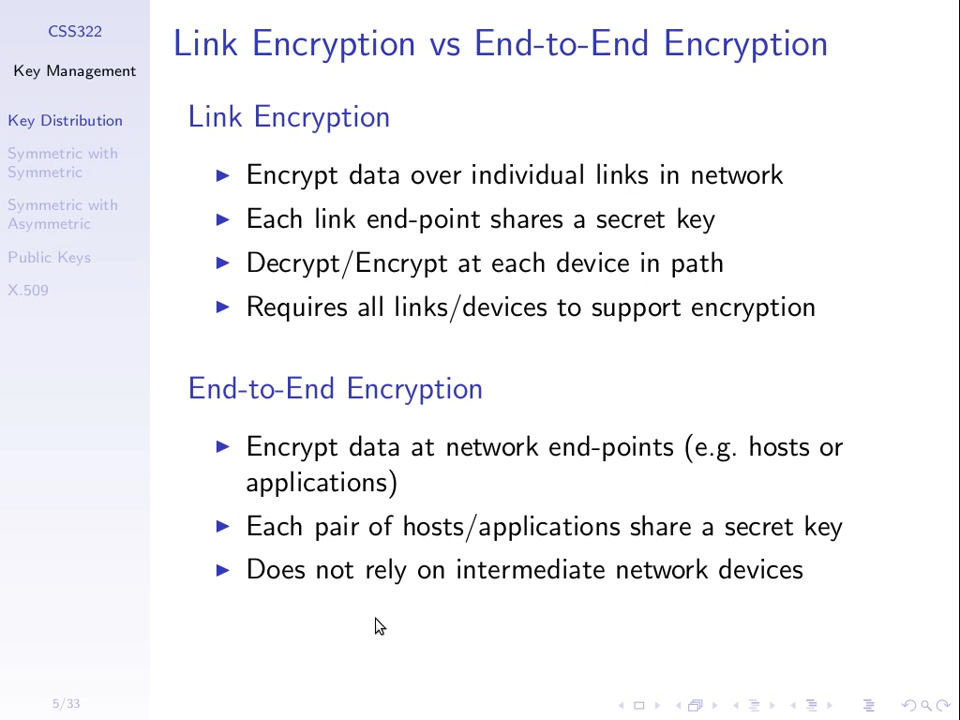 CSS322
Key Management
Key Distribution
Symmetric with
Symmetric
Symmetric with
Asymmetric
Public Keys
X.509
5/33
Link Encryption vs End-to-End Encryption
Link Encryption
Encrypt data over individual links in network
Each link end-point shares a secret key
Decrypt/Encrypt at each device in path
Requires all links/devices to support encryption
End-to-End Encryption
Encrypt data at network end-points (e.g. hosts or
applications)
Each pair of hosts/applications share a secret key
Does not rely on intermediate network devices